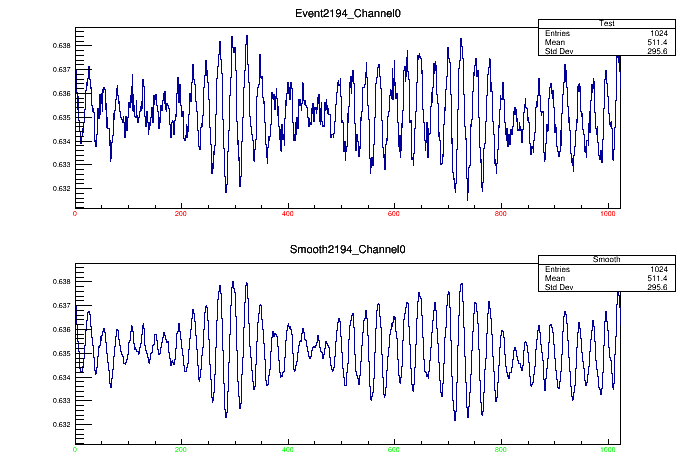 Event2194_Channel0
Test
Entries 1024
Mean 511.4
Std Dev 295.6
0.638
0.637
0.636
0.635
0.634
0.633
0.632
0 200 400 600 800 1000
Smooth2194_Channel0
Smooth
Entries 1024
Mean 511.4
Std Dev 295.6
0.638
0.637
0.636
0.635
0.634
0.633
0.632
0 200 400 600 800 1000